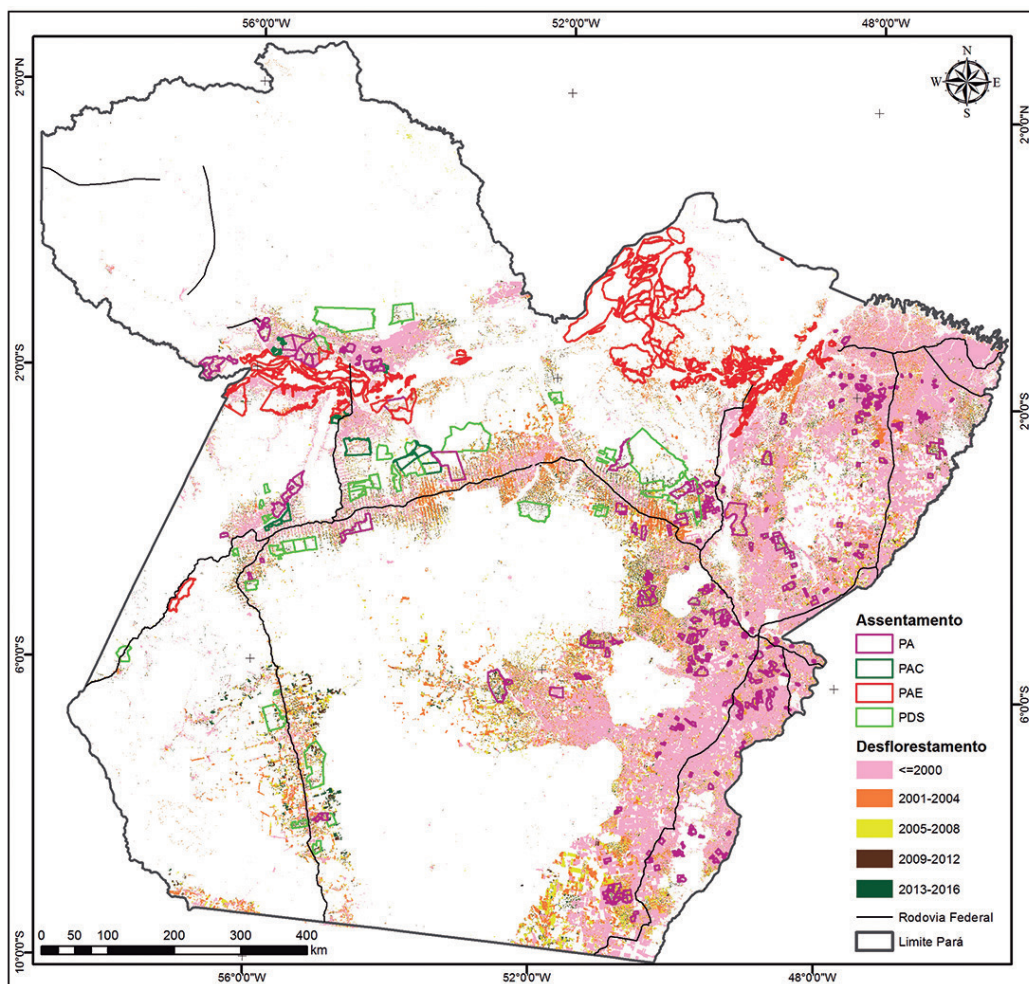 56°0'0"W 52°0'0"W 48°0'0"W
2°0'0"N
2°0'0"N
N
W E
S
2°0'0"S
2°0'0"S
6°0'0"S
6°0'0"S
10°0'0"S
Assentamento
PA
PAC
PAE
PDS
Desflorestamento
<=2000
2001-2004
2005-2008
2009-2012
2013-2016
Rodovia Federal
Limite Pará
0 50 100 200 300 400
km
56°0'0"W 52°0'0"W 48°0'0"W